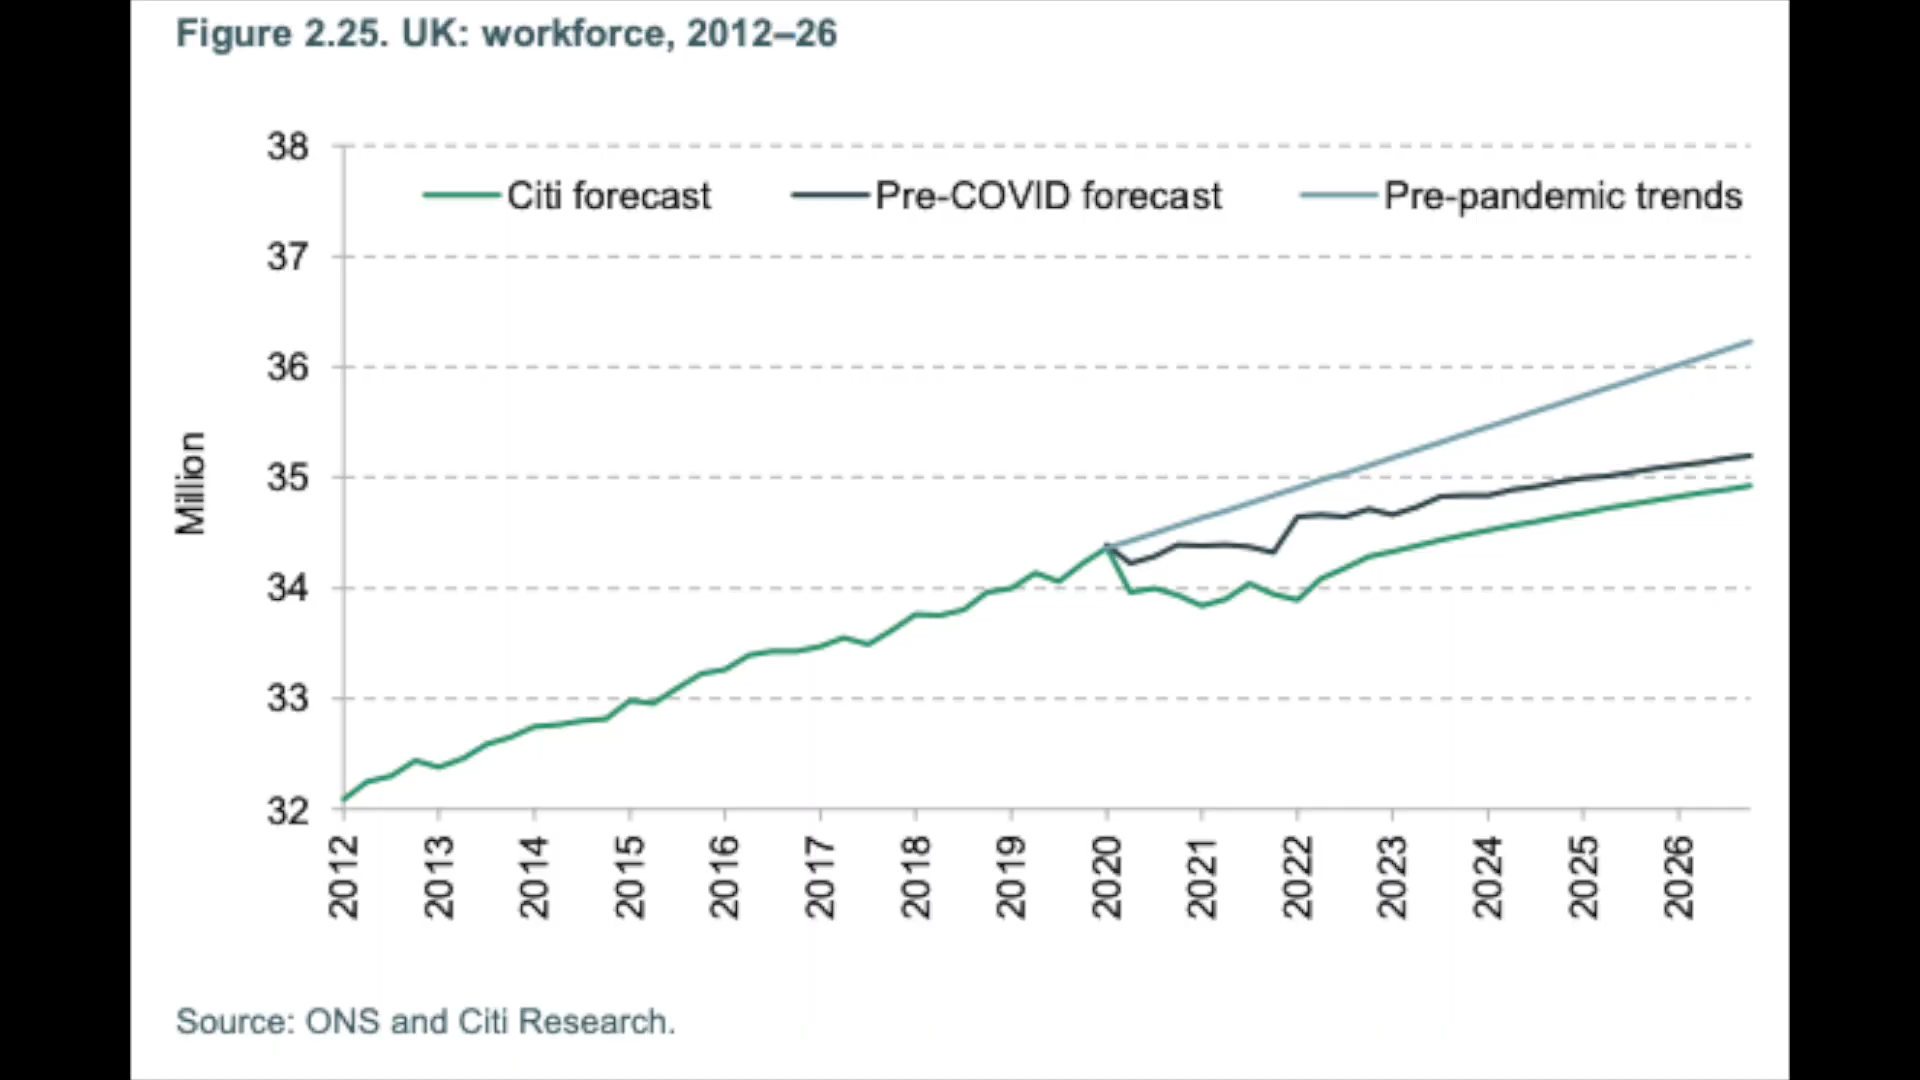 Figure 2.25. UK: workforce, 2012–26
38
Citi forecast Pre-COVID forecast Pre-pandemic trends
37
36
35
34
33
32
Million
2012 2013 2014 2015 2016 2017 2018 2019 2020 2021 2022 2023 2024 2025 2026
Source: ONS and Citi Research.